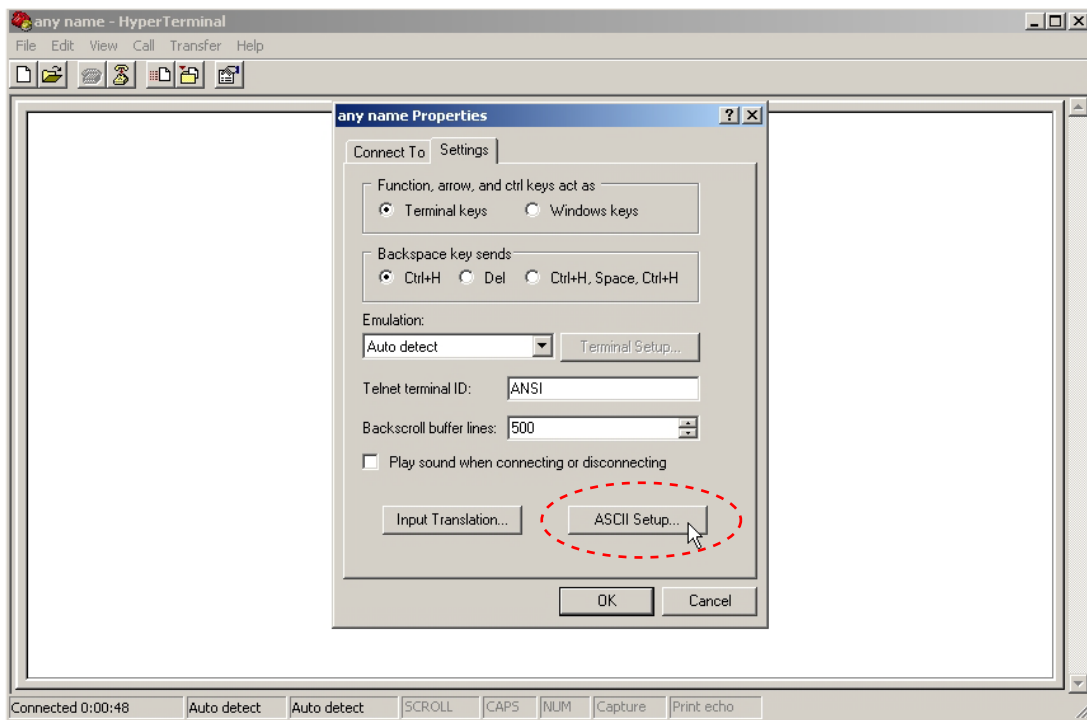 any name - HyperTerminal
File Edit View Call Transfer Help
any name Properties
Connect To Settings
Function, arrow, and ctrl keys act as
Terminal keys Windows keys
Backspace key sends
Ctrl+H Del Ctrl+H, Space, Ctrl+H
Emulation:
Auto detect Terminal Setup...
Telnet terminal ID: ANSI
Backscroll buffer lines: 500
Play sound when connecting or disconnecting
Input Translation... ASCII Setup...
OK Cancel
Connected 0:00:48 Auto detect Auto detect SCROLL CAPS NUM Capture Print echo